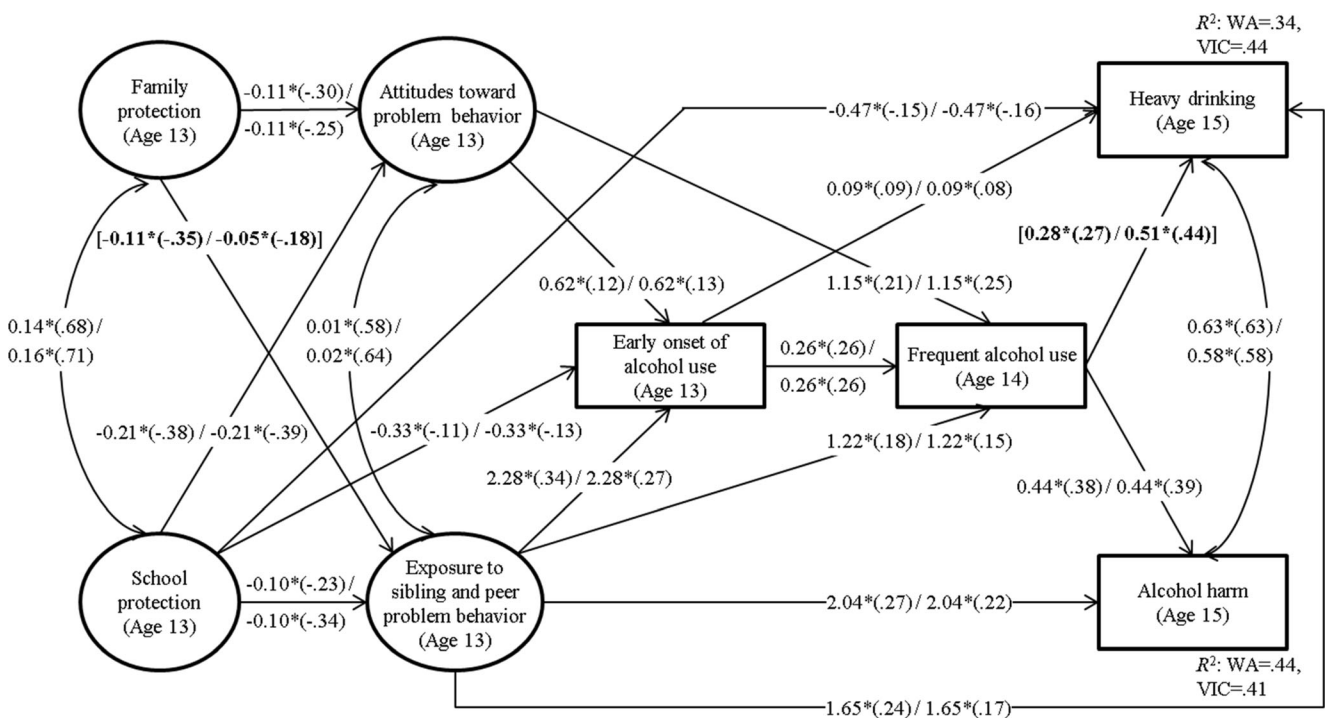 R²: WA=.34,
VIC=.44
Family
protection
(Age 13)
-0.11*(-.30) /
-0.11*(-.25)
Attitudes toward
problem behavior
(Age 13)
-0.47*(-.15) / -0.47*(-.16)
Heavy drinking
(Age 15)
0.09*(.09) / 0.09*(.08)
[-0.11*(-.35) / -0.05*(-.18)]
[0.28*(.27) / 0.51*(.44)]
0.62*(.12) / 0.62*(.13)
1.15*(.21) / 1.15*(.25)
0.14*(.68) /
0.16*(.71)
0.01*(.58) /
0.02*(.64)
Early onset of
alcohol use
(Age 13)
0.26*(.26) /
0.26*(.26)
Frequent alcohol use
(Age 14)
0.63*(.63) /
0.58*(.58)
-0.21*(-.38) / -0.21*(-.39)
-0.33*(-.11) / -0.33*(-.13)
1.22*(.18) / 1.22*(.15)
2.28*(.34) / 2.28*(.27)
0.44*(.38) / 0.44*(.39)
School
protection
(Age 13)
-0.10*(-.23) /
-0.10*(-.34)
Exposure to
sibling and peer
problem behavior
(Age 13)
2.04*(.27) / 2.04*(.22)
Alcohol harm
(Age 15)
R²: WA=.44,
VIC=.41
1.65*(.24) / 1.65*(.17)